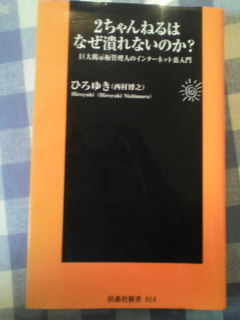 2ちゃんねるは
なぜ潰れないのか?
巨大掲示板管理人のインターネット裏入門
ひろゆき(西村博之)
Hiroyuki (Hiroyuki Nishimura)
扶桑社新書 014